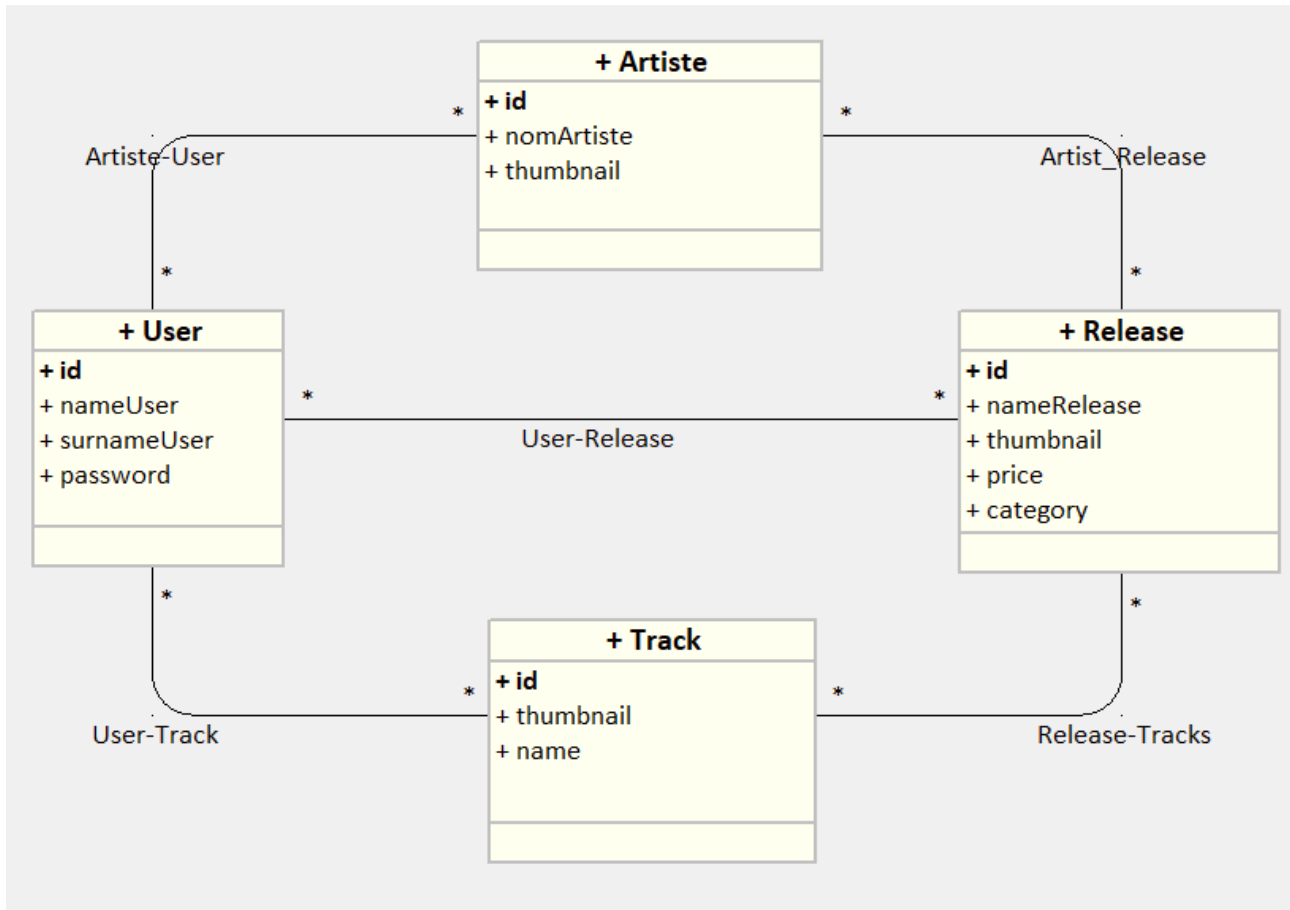 + Artiste
+ id
+ nomArtiste
+ thumbnail
*
*
Artiste-User
Artist_Release
*
*
+ User
+ id
+ nameUser
+ surnameUser
+ password
+ Release
+ id
+ nameRelease
+ thumbnail
+ price
+ category
*
*
User-Release
*
*
+ Track
+ id
+ thumbnail
+ name
*
*
User-Track
Release-Tracks